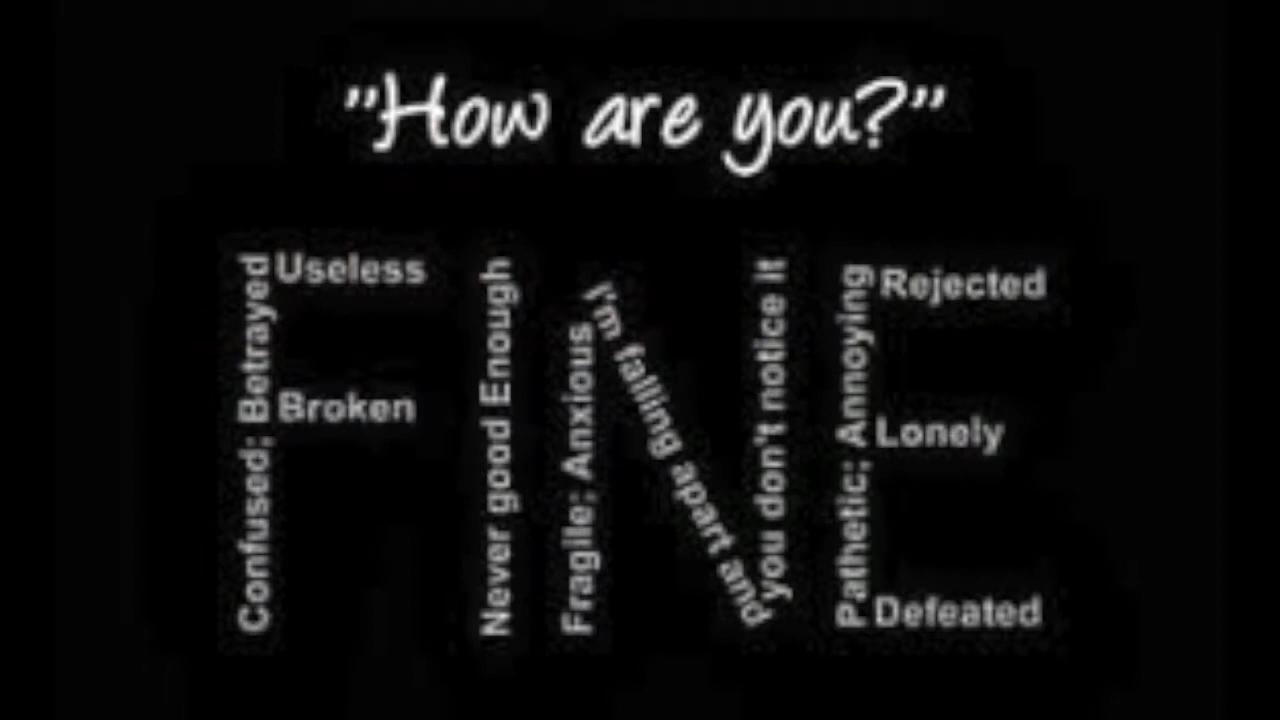 "How are you?"
Confused; Betrayed
Useless
Broken
Never good Enough
Fragile; Anxious
I'm falling apart and
you don't notice it
Pathetic; Annoying
Rejected
Lonely
Defeated